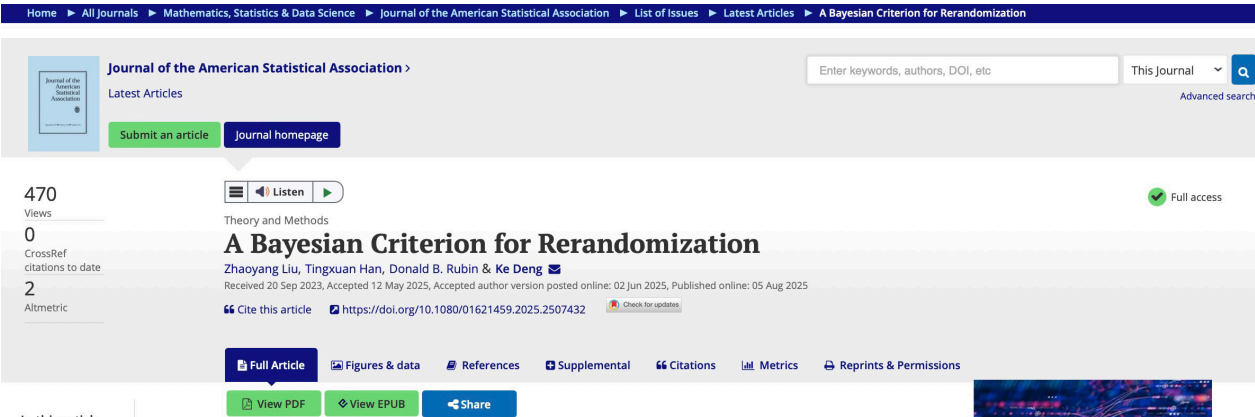 Home ► All Journals ► Mathematics, Statistics & Data Science ► Journal of the American Statistical Association ► List of Issues ► Latest Articles ► A Bayesian Criterion for Rerandomization
Journal of the American Statistical Association ›
Enter keywords, authors, DOI, etc
This Journal
Journal of the
American
Statistical
Association
Latest Articles
Advanced search
Submit an article
Journal homepage
470
Views
0
CrossRef
citations to date
2
Altmetric
Listen
Full access
Theory and Methods
A Bayesian Criterion for Rerandomization
Zhaoyang Liu, Tingxuan Han, Donald B. Rubin & Ke Deng
Received 20 Sep 2023, Accepted 12 May 2025, Accepted author version posted online: 02 Jun 2025, Published online: 05 Aug 2025
Cite this article https://doi.org/10.1080/01621459.2025.2507432 Check for updates
Full Article Figures & data References Supplemental Citations Metrics Reprints & Permissions
View PDF View EPUB Share